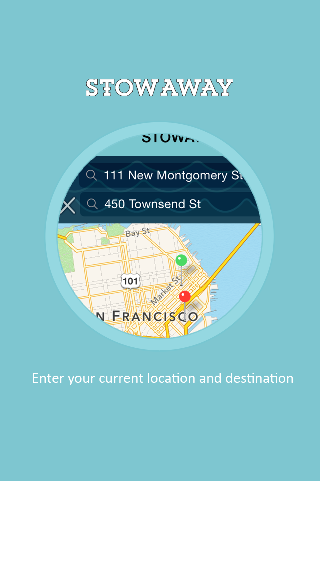 STOWAWAY
STOWA
111 New Montgomery St
450 Townsend St
Bay St
101
Market St
N FRANCISCO
Enter your current location and destination